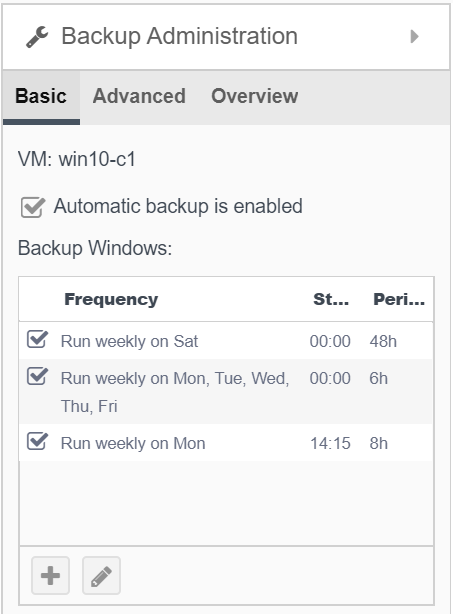 Backup Administration
Basic Advanced Overview
VM: win10-c1
Automatic backup is enabled
Backup Windows:
Frequency St... Peri...
Run weekly on Sat 00:00 48h
Run weekly on Mon, Tue, Wed, 00:00 6h
Thu, Fri
Run weekly on Mon 14:15 8h